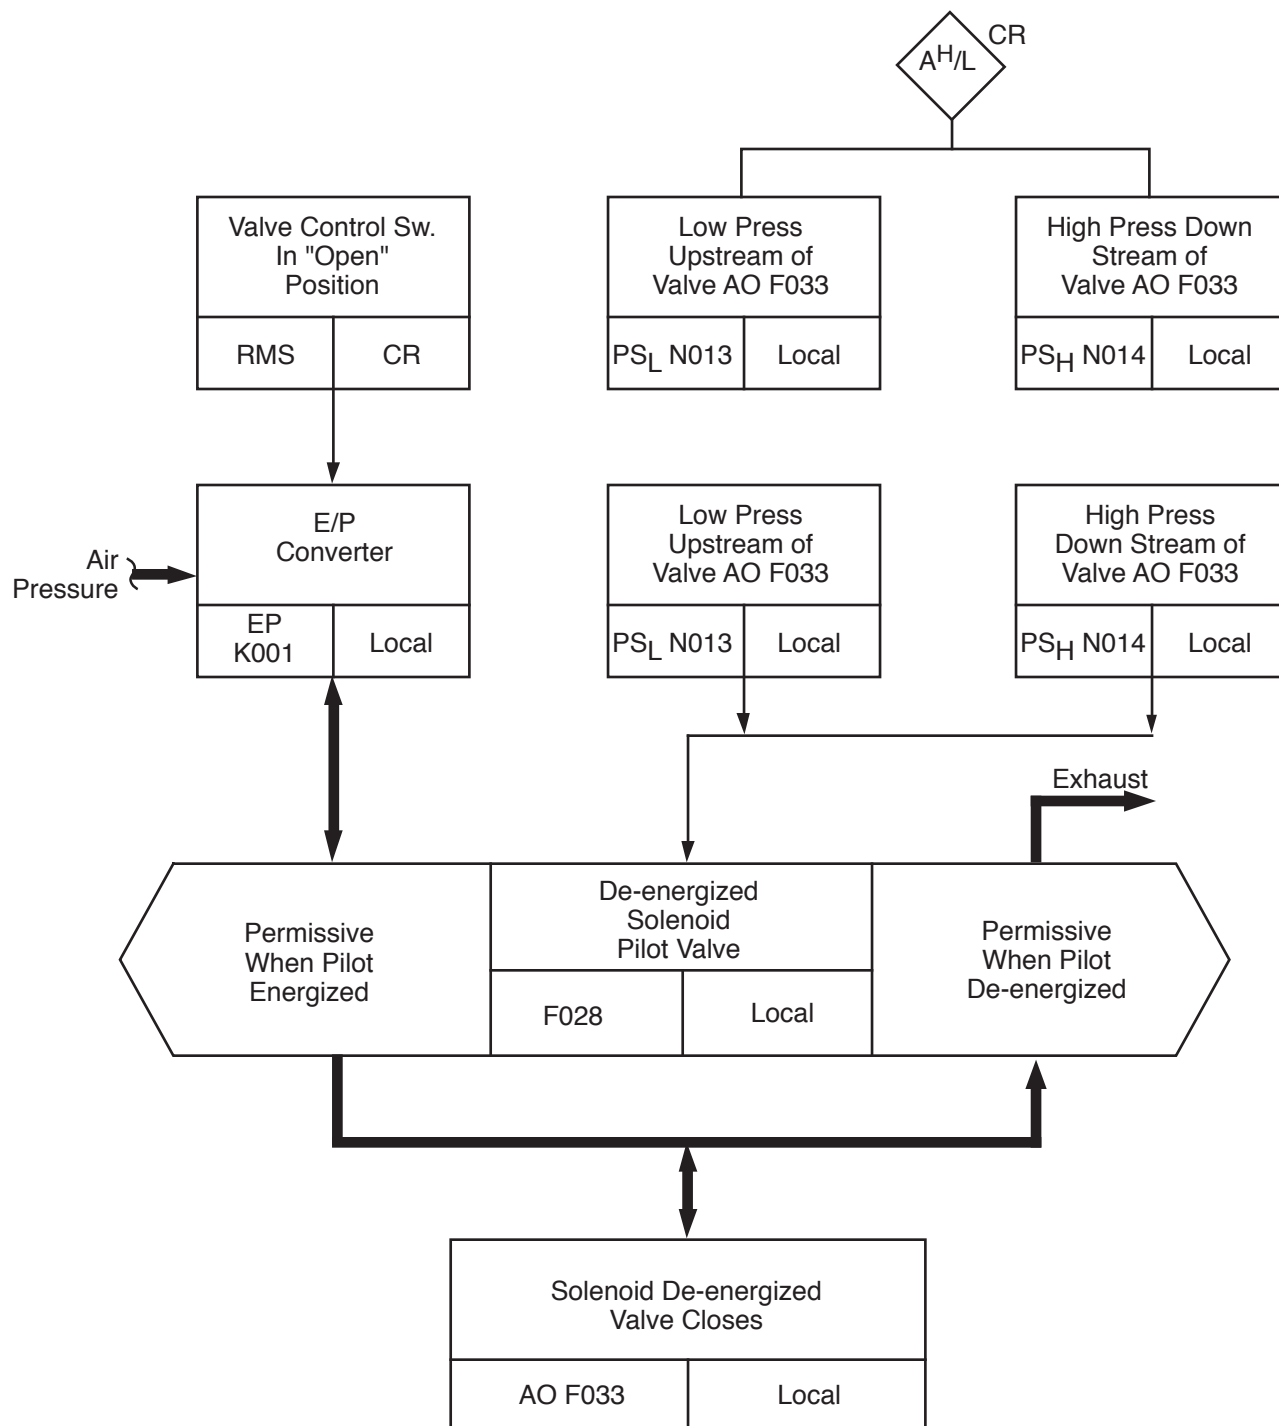 CR
A^H/L
Valve Control Sw.
In "Open"
Position
RMS
CR
Low Press
Upstream of
Valve AO F033
PS_L N013
Local
High Press Down
Stream of
Valve AO F033
PS_H N014
Local
Air
Pressure
E/P
Converter
EP
K001
Local
Low Press
Upstream of
Valve AO F033
PS_L N013
Local
High Press
Down Stream of
Valve AO F033
PS_H N014
Local
Exhaust
Permissive
When Pilot
Energized
De-energized
Solenoid
Pilot Valve
F028
Local
Permissive
When Pilot
De-energized
Solenoid De-energized
Valve Closes
AO F033
Local